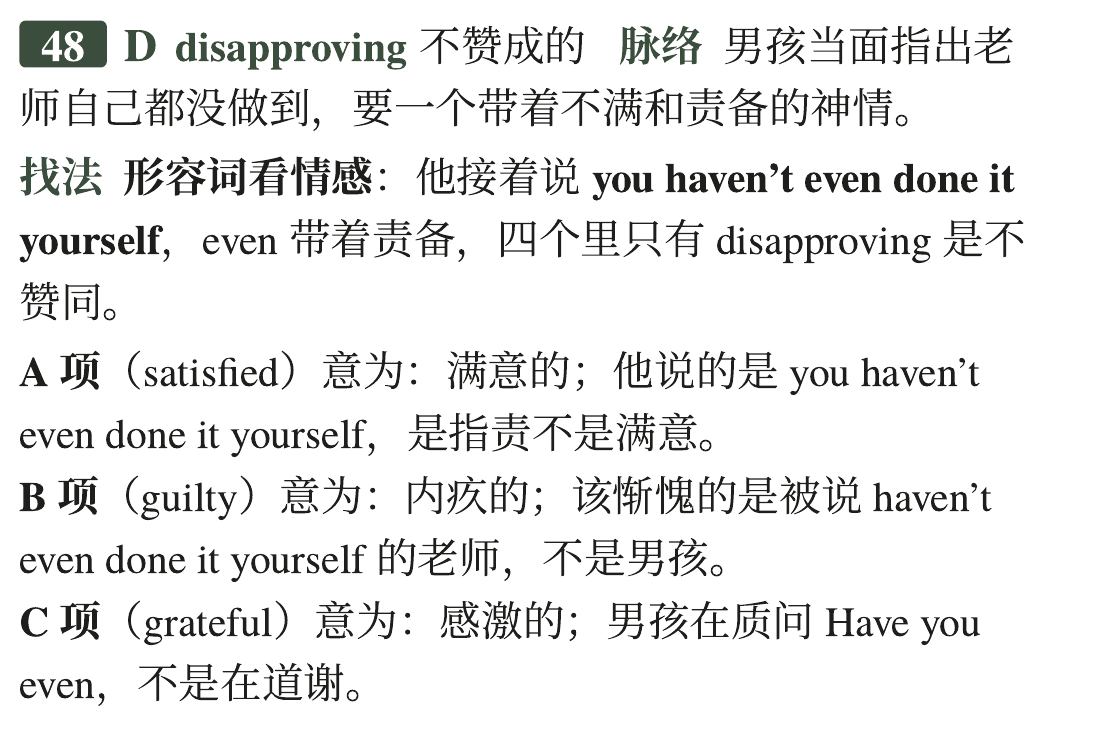 48 D disapproving 不赞成的 脉络 男孩当面指出老
师自己都没做到，要一个带着不满和责备的神情。
找法 形容词看情感：他接着说 you haven’t even done it
yourself，even 带着责备，四个里只有 disapproving 是不
赞同。
A 项（satisfied）意为：满意的；他说的是 you haven’t
even done it yourself，是指责不是满意。
B 项（guilty）意为：内疚的；该惭愧的是被说 haven’t
even done it yourself 的老师，不是男孩。
C 项（grateful）意为：感激的；男孩在质问 Have you
even，不是在道谢。